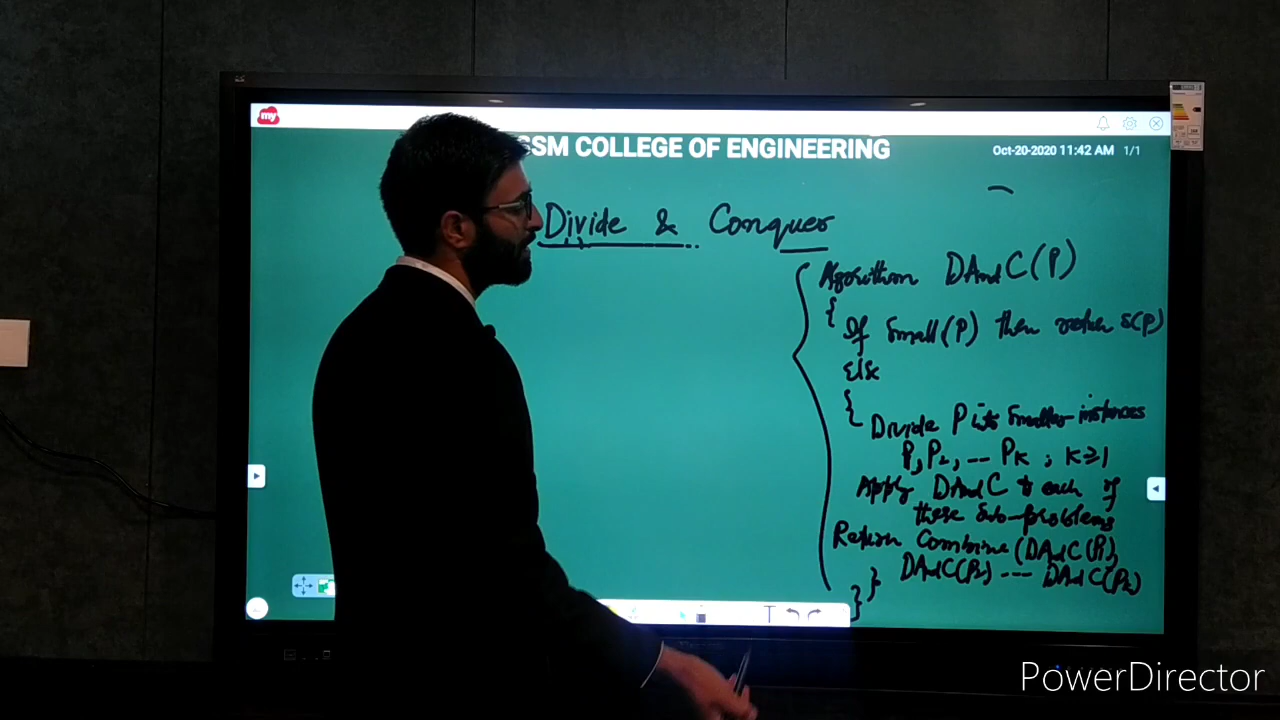 my
SSM COLLEGE OF ENGINEERING
Oct-20-2020 11:42 AM 1/1
Divide & Conquer
Algorithm DAndC(P)
{
If Small(P) then return S(P)
Else
{
Divide P into Smaller instances
P1, P2, -- Pk ; K≥1
Apply DAndC to each of
these Sub-problems
Return Combine (DAndC(P1),
DAndC(P2) --- DAndC(Pk)
}
}
T
PowerDirector